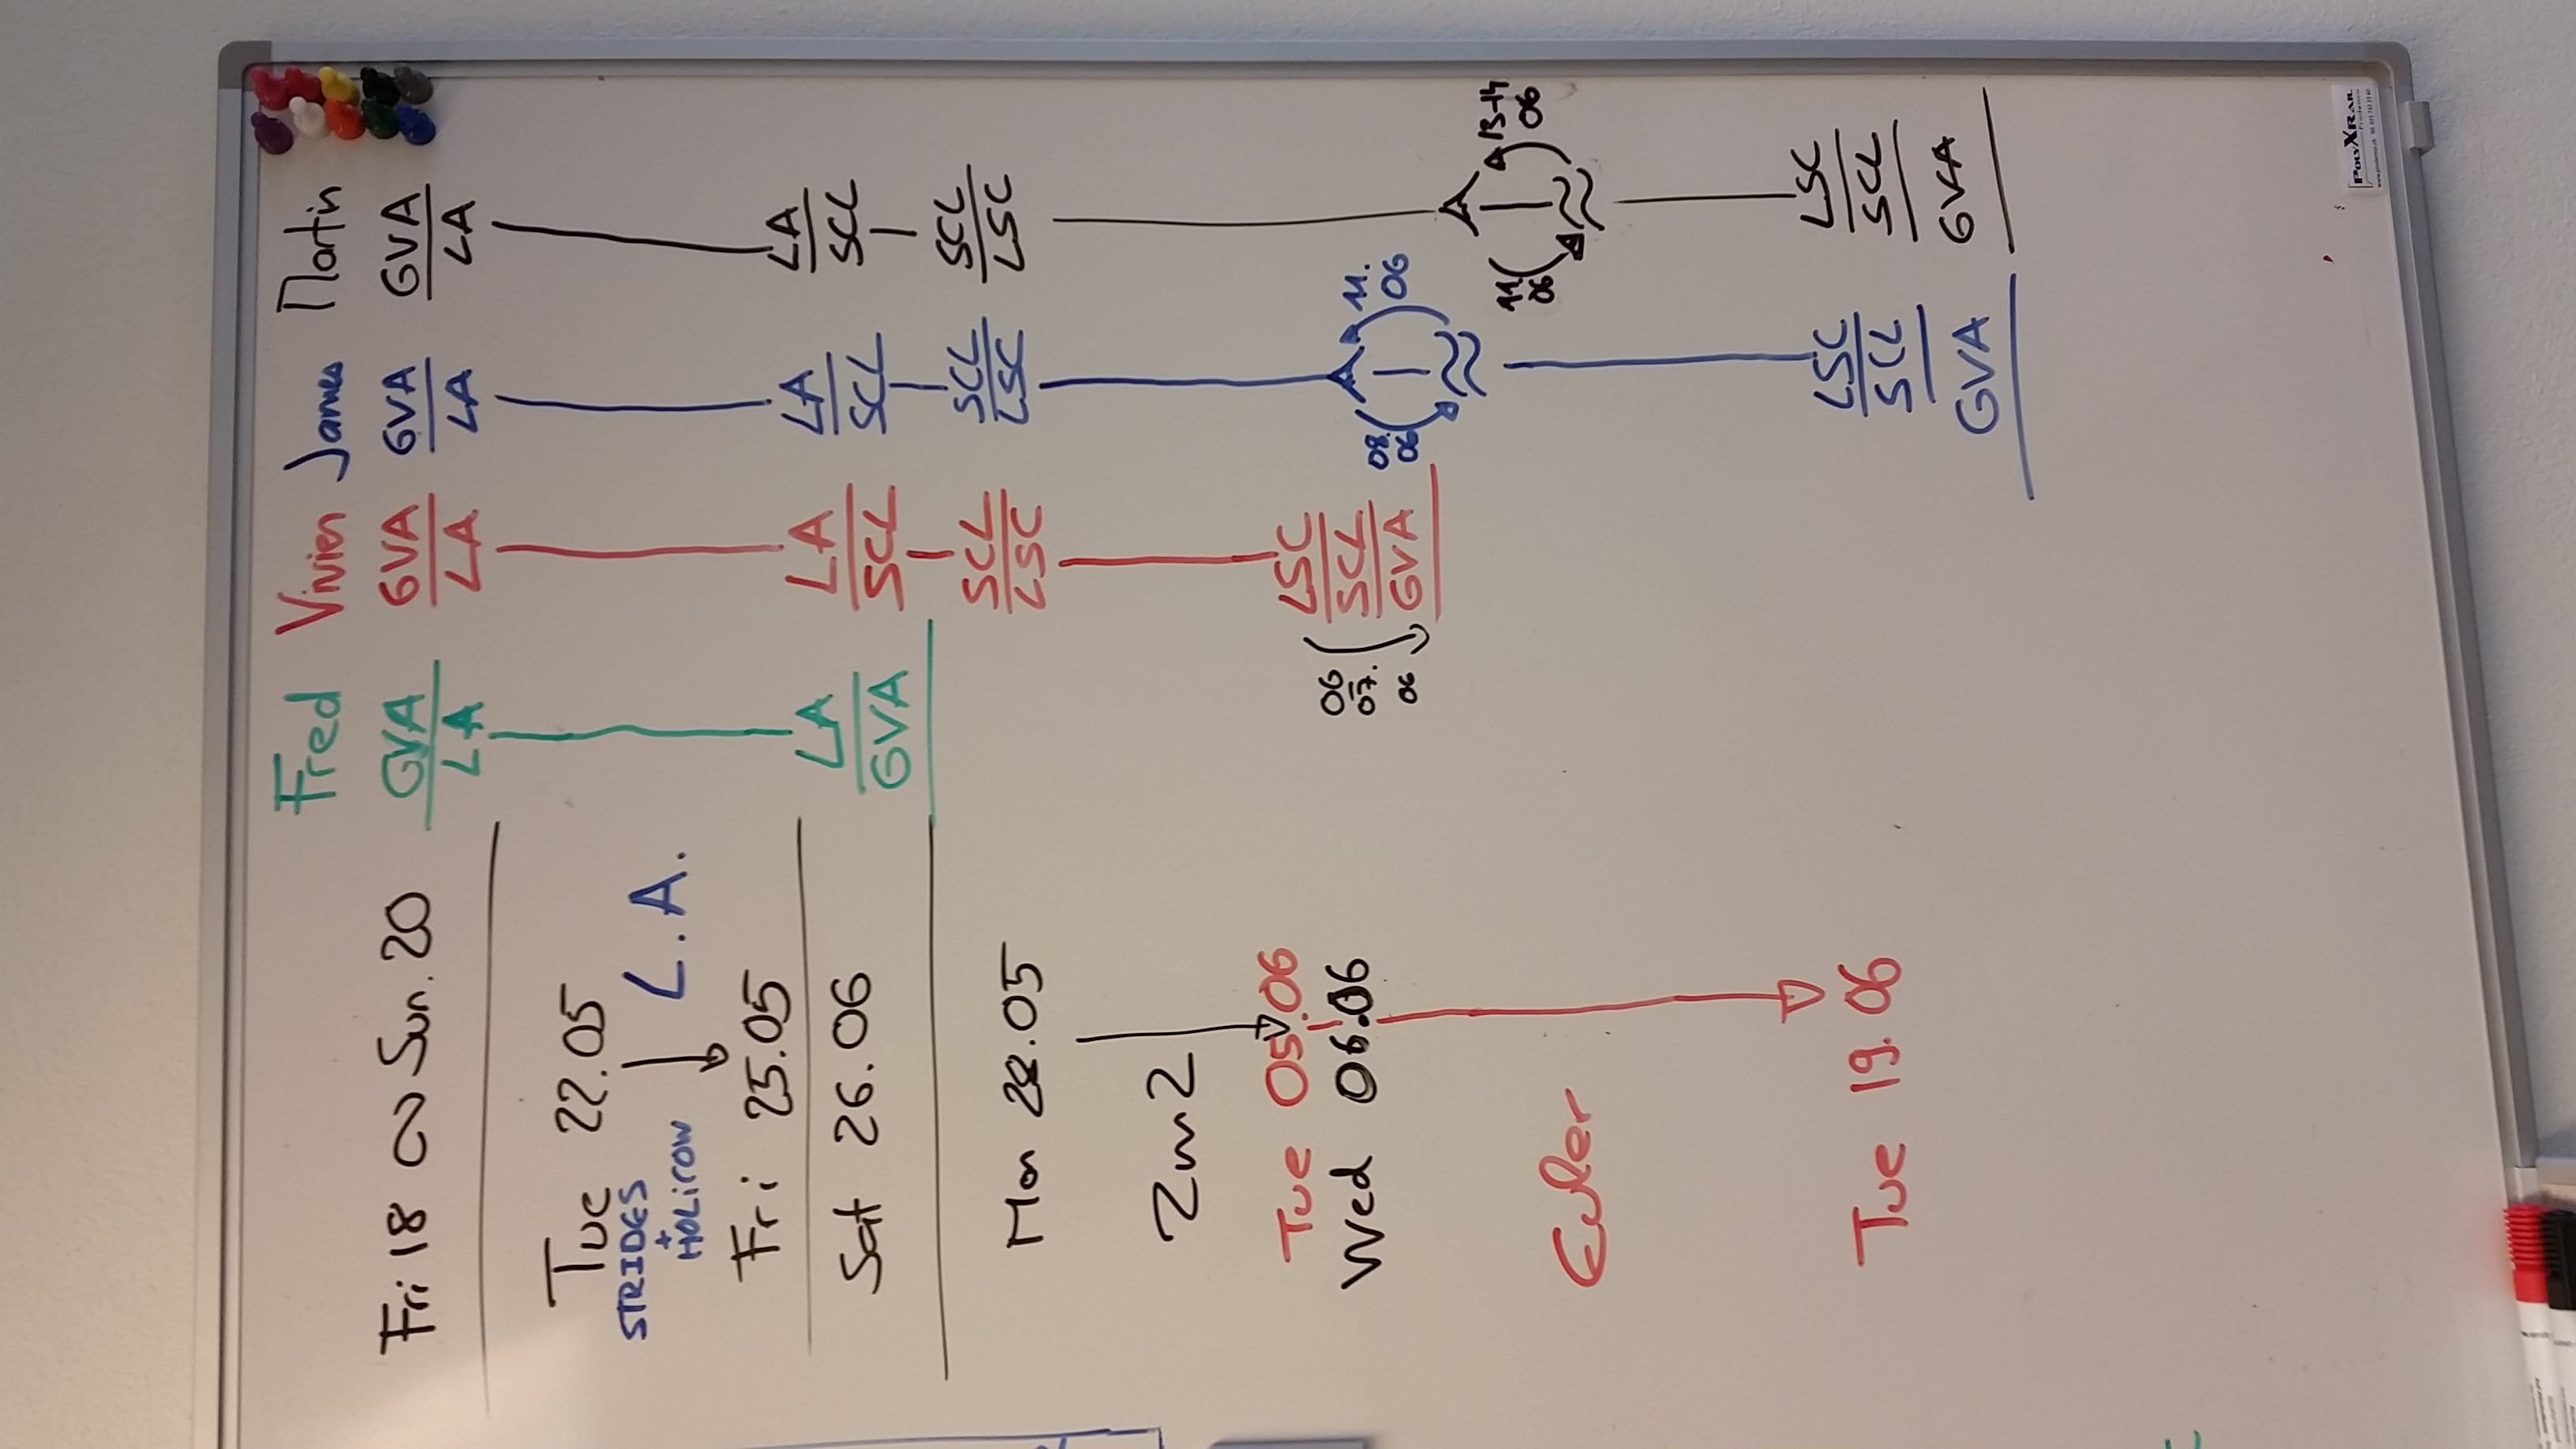 Fred Vivien James Martin
Fri 18 ~ Sun. 20 GVA GVA GVA GVA
LA LA LA LA
Tue 22.05
STRIDES
+
HOLICOW
L.A.
Fri 25.05
LA LA LA LA
Sat 26.06
GVA SCL SCL SCL
SCL SCL SCL
Mon 28.05 LSC LSC LSC
2m2
Tue 05.06 LSC
Wed 06.06 SCL
GVA
06
07.
06
08.
06
11.
06
11.
06
13-14
06
Euler
LSC LSC
Tue 19.06 SCL SCL
GVA GVA
POLYXRAIL